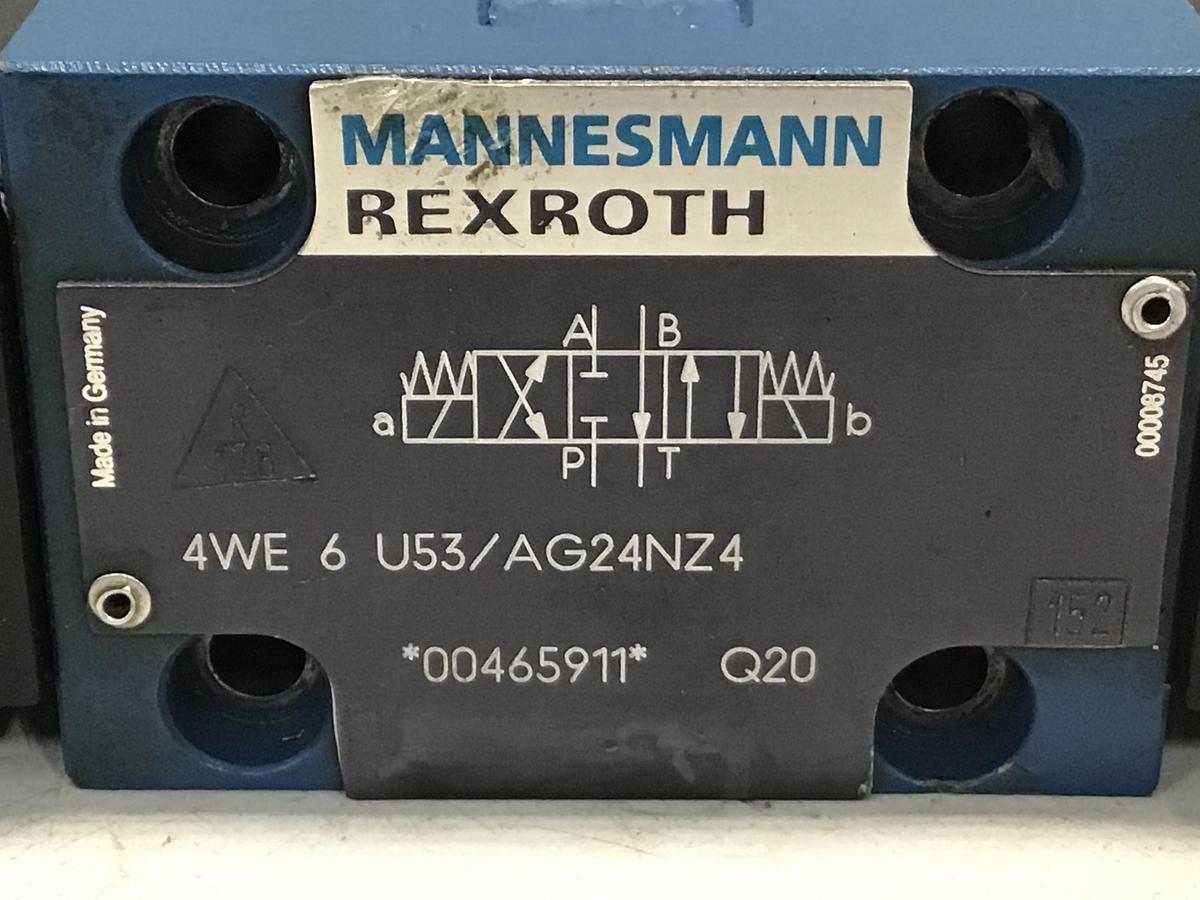 MANNESMANN
REXROTH
Made in Germany
00008745
A B
a b
P T
4WE 6 U53/AG24NZ4
152
*00465911* Q20